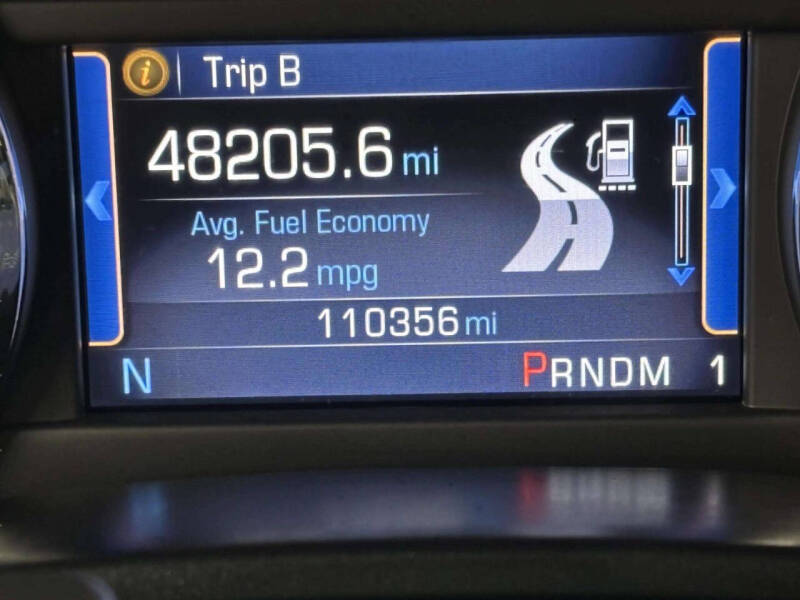 i Trip B
48205.6 mi
Avg. Fuel Economy
12.2 mpg
110356 mi
N PRNDM 1